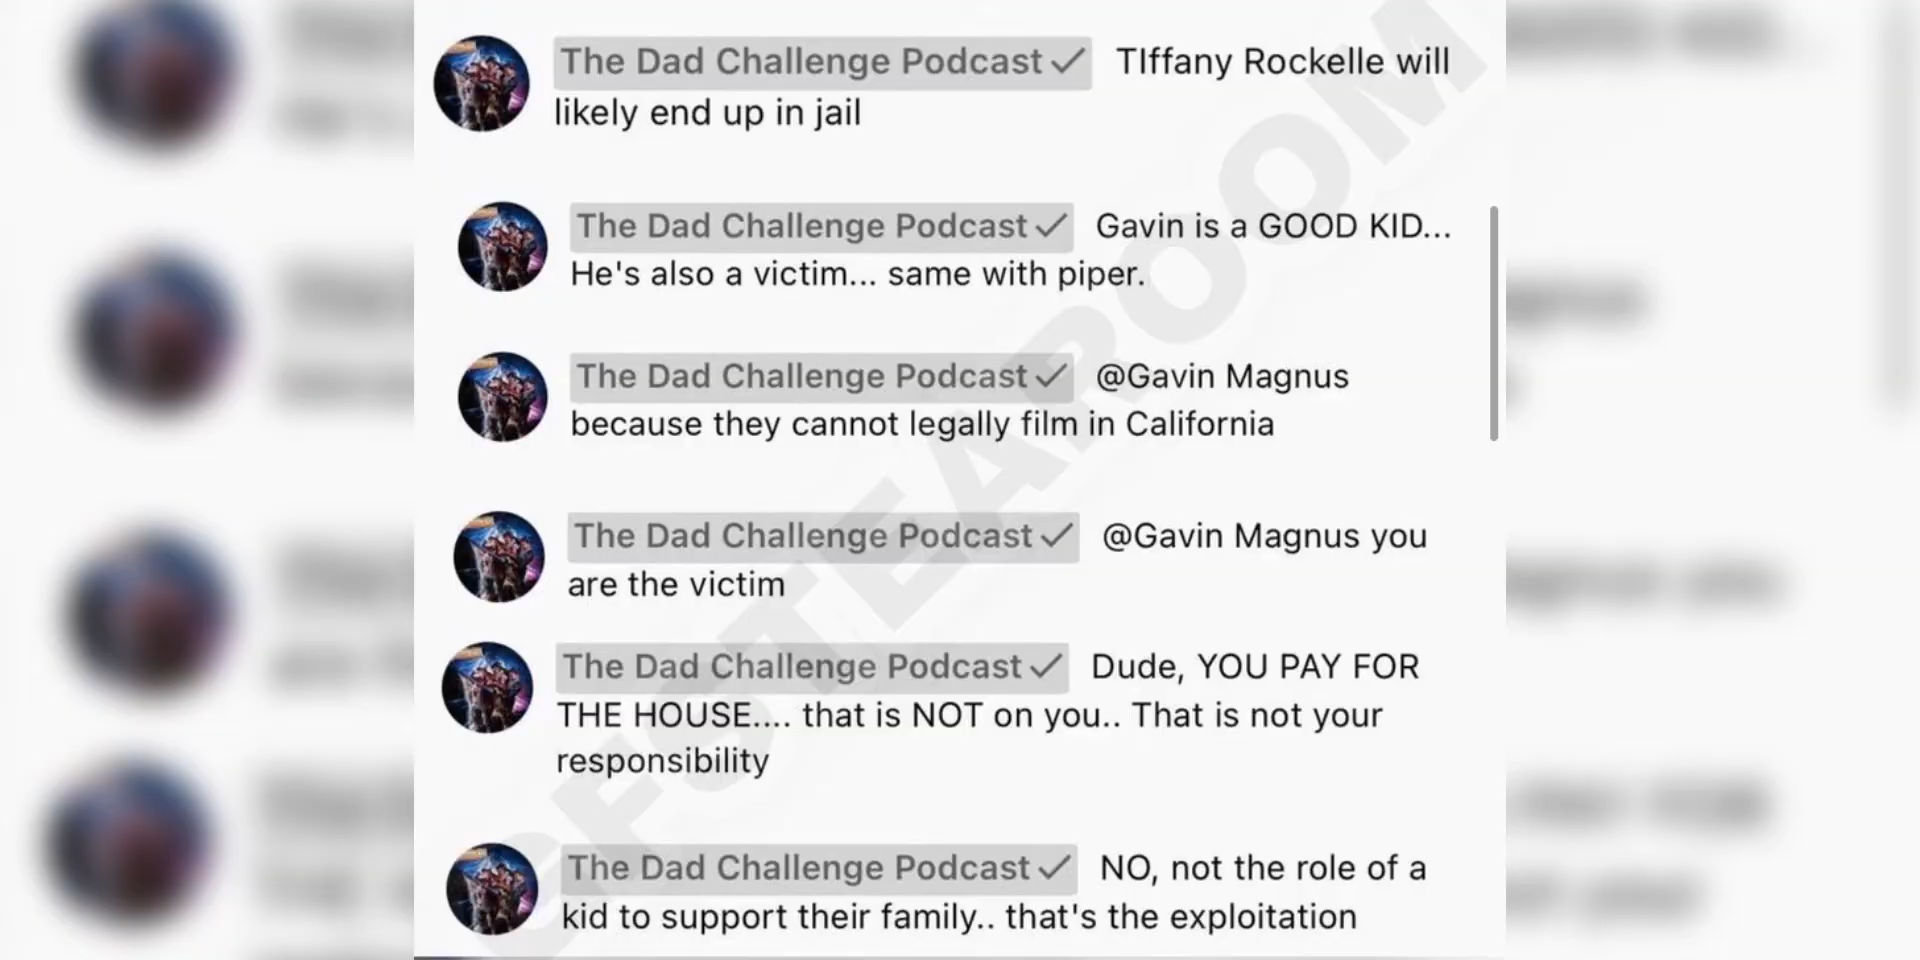 The Dad Challenge Podcast✓ TIffany Rockelle will
likely end up in jail
The Dad Challenge Podcast✓ Gavin is a GOOD KID...
He's also a victim... same with piper.
The Dad Challenge Podcast✓ @Gavin Magnus
because they cannot legally film in California
The Dad Challenge Podcast✓ @Gavin Magnus you
are the victim
The Dad Challenge Podcast✓ Dude, YOU PAY FOR
THE HOUSE.... that is NOT on you.. That is not your
responsibility
The Dad Challenge Podcast✓ NO, not the role of a
kid to support their family.. that's the exploitation